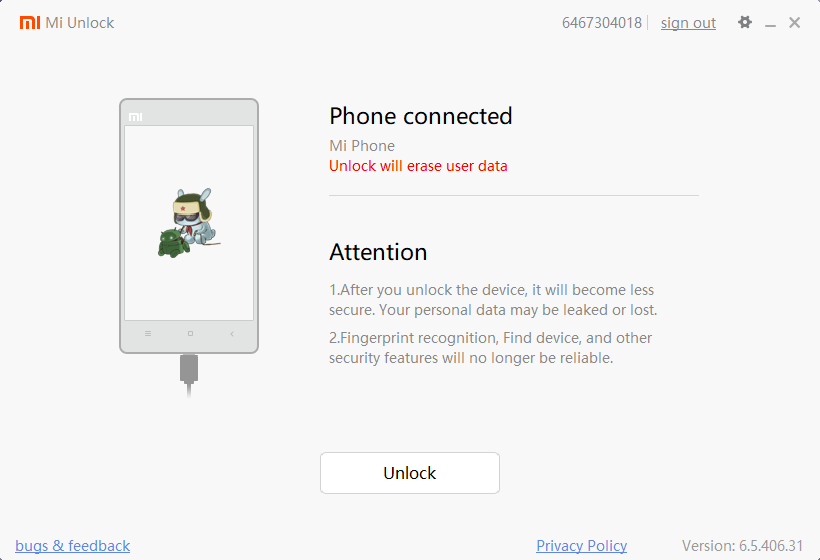 mi Mi Unlock
6467304018 sign out
mi
Phone connected
Mi Phone
Unlock will erase user data
Attention
1.After you unlock the device, it will become less
secure. Your personal data may be leaked or lost.
2.Fingerprint recognition, Find device, and other
security features will no longer be reliable.
Unlock
bugs & feedback
Privacy Policy
Version: 6.5.406.31